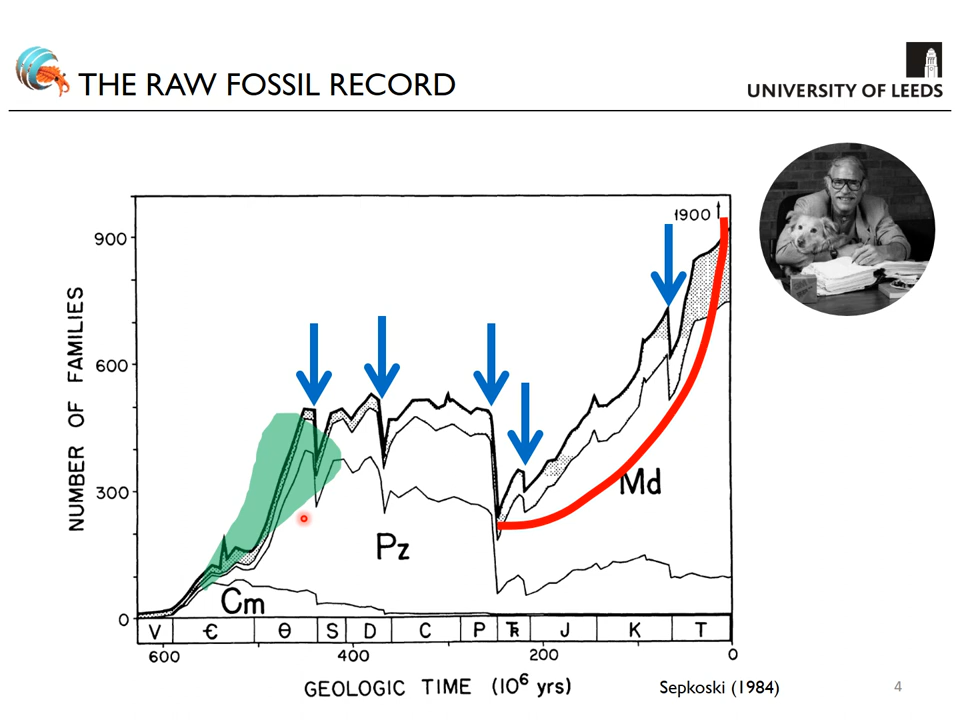 THE RAW FOSSIL RECORD
UNIVERSITY OF LEEDS
1900
900
600
300
0
NUMBER OF FAMILIES
Md
Pz
Cm
V Є Ɵ S D C P TR J K T
600 400 200 0
GEOLOGIC TIME (10⁶ yrs)
Sepkoski (1984)
4